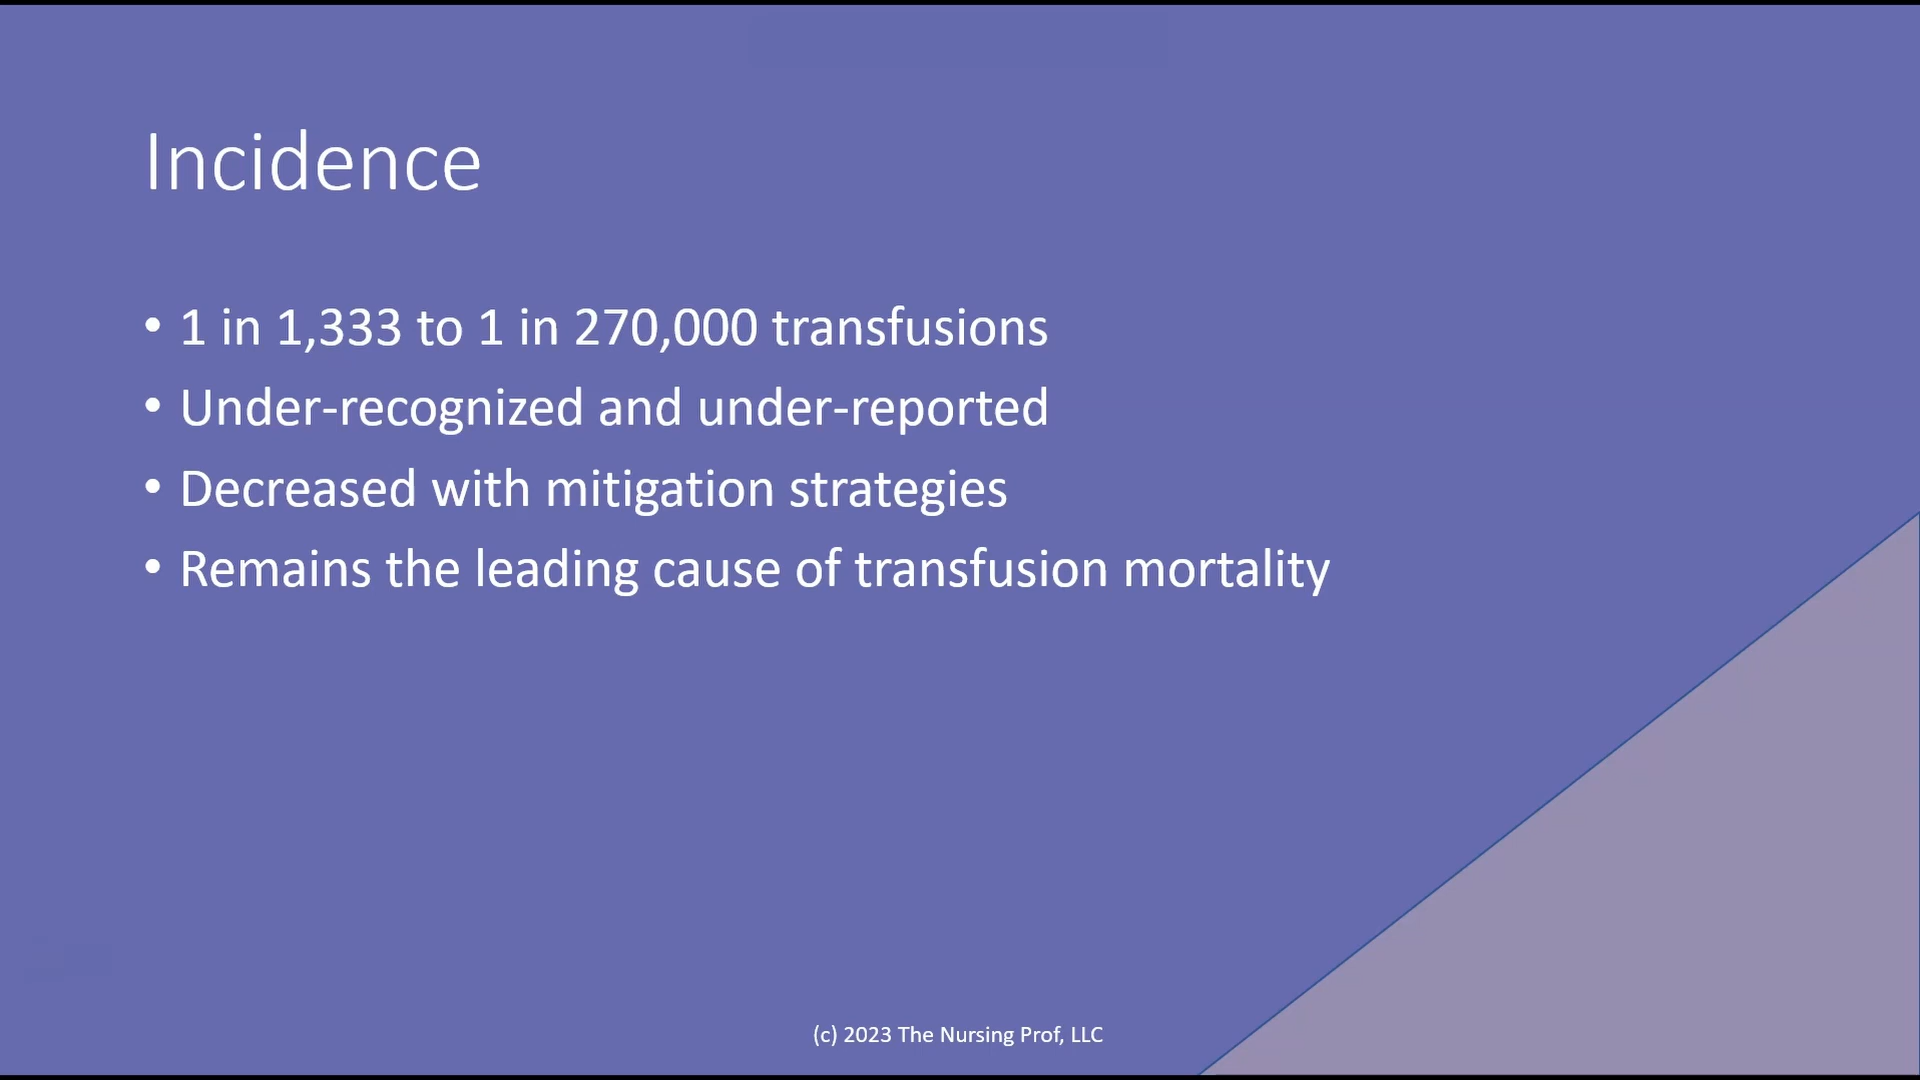 Incidence
• 1 in 1,333 to 1 in 270,000 transfusions
• Under-recognized and under-reported
• Decreased with mitigation strategies
• Remains the leading cause of transfusion mortality
(c) 2023 The Nursing Prof, LLC